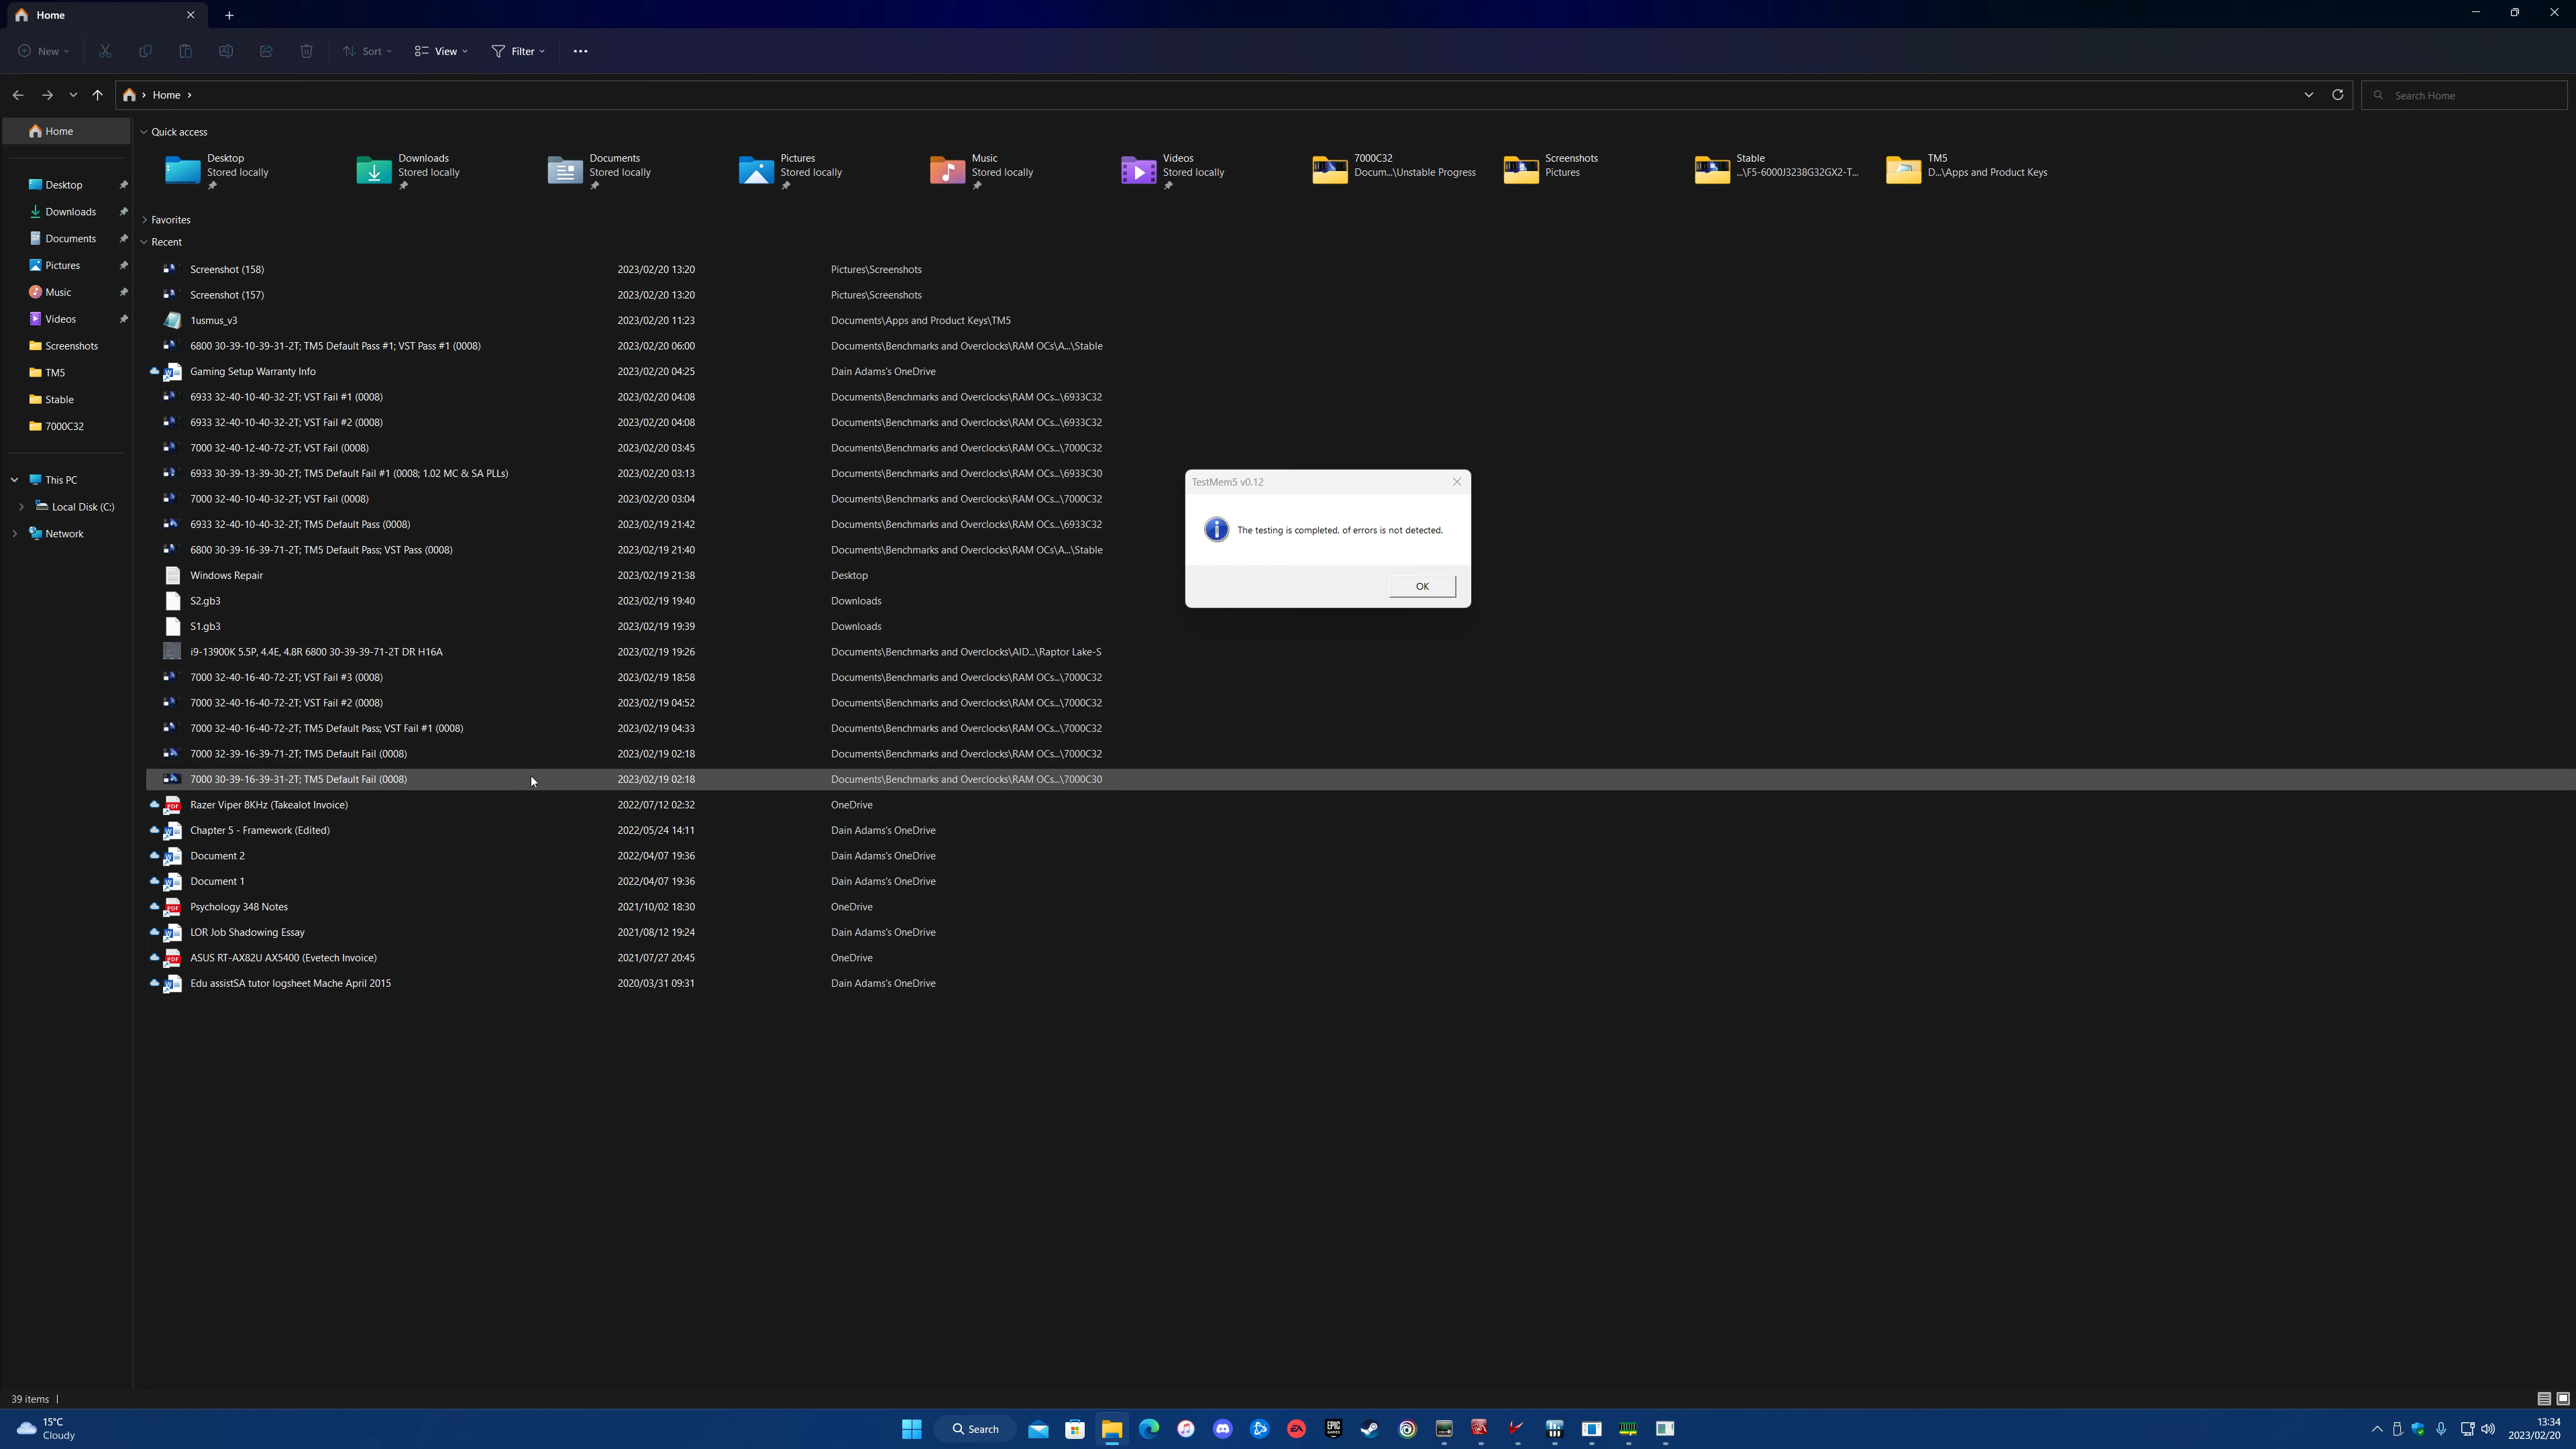 Home
New
Sort
View
Filter
Home
Search Home
Home
Desktop
Downloads
Documents
Pictures
Music
Videos
Screenshots
TM5
Stable
7000C32
This PC
Local Disk (C:)
Network
Quick access
Desktop
Stored locally
Downloads
Stored locally
Documents
Stored locally
Pictures
Stored locally
Music
Stored locally
Videos
Stored locally
7000C32
Docum...\Unstable Progress
Screenshots
Pictures
Stable
...\F5-6000J3238G32GX2-T...
TM5
D...\Apps and Product Keys
Favorites
Recent
Screenshot (158) 2023/02/20 13:20 Pictures\Screenshots
Screenshot (157) 2023/02/20 13:20 Pictures\Screenshots
1usmus_v3 2023/02/20 11:23 Documents\Apps and Product Keys\TM5
6800 30-39-10-39-31-2T; TM5 Default Pass #1; VST Pass #1 (0008) 2023/02/20 06:00 Documents\Benchmarks and Overclocks\RAM OCs\A...\Stable
Gaming Setup Warranty Info 2023/02/20 04:25 Dain Adams's OneDrive
6933 32-40-10-40-32-2T; VST Fail #1 (0008) 2023/02/20 04:08 Documents\Benchmarks and Overclocks\RAM OCs...\6933C32
6933 32-40-10-40-32-2T; VST Fail #2 (0008) 2023/02/20 04:08 Documents\Benchmarks and Overclocks\RAM OCs...\6933C32
7000 32-40-12-40-72-2T; VST Fail (0008) 2023/02/20 03:45 Documents\Benchmarks and Overclocks\RAM OCs...\7000C32
6933 30-39-13-39-30-2T; TM5 Default Fail #1 (0008; 1.02 MC & SA PLLs) 2023/02/20 03:13 Documents\Benchmarks and Overclocks\RAM OCs...\6933C30
7000 32-40-10-40-32-2T; VST Fail (0008) 2023/02/20 03:04 Documents\Benchmarks and Overclocks\RAM OCs...\7000C32
6933 32-40-10-40-32-2T; TM5 Default Pass (0008) 2023/02/19 21:42 Documents\Benchmarks and Overclocks\RAM OCs...\6933C32
6800 30-39-16-39-71-2T; TM5 Default Pass; VST Pass (0008) 2023/02/19 21:40 Documents\Benchmarks and Overclocks\RAM OCs\A...\Stable
Windows Repair 2023/02/19 21:38 Desktop
S2.gb3 2023/02/19 19:40 Downloads
S1.gb3 2023/02/19 19:39 Downloads
i9-13900K 5.5P, 4.4E, 4.8R 6800 30-39-39-71-2T DR H16A 2023/02/19 19:26 Documents\Benchmarks and Overclocks\AID...\Raptor Lake-S
7000 32-40-16-40-72-2T; VST Fail #3 (0008) 2023/02/19 18:58 Documents\Benchmarks and Overclocks\RAM OCs...\7000C32
7000 32-40-16-40-72-2T; VST Fail #2 (0008) 2023/02/19 04:52 Documents\Benchmarks and Overclocks\RAM OCs...\7000C32
7000 32-40-16-40-72-2T; TM5 Default Pass; VST Fail #1 (0008) 2023/02/19 04:33 Documents\Benchmarks and Overclocks\RAM OCs...\7000C32
7000 32-39-16-39-71-2T; TM5 Default Fail (0008) 2023/02/19 02:18 Documents\Benchmarks and Overclocks\RAM OCs...\7000C32
7000 30-39-16-39-31-2T; TM5 Default Fail (0008) 2023/02/19 02:18 Documents\Benchmarks and Overclocks\RAM OCs...\7000C30
Razer Viper 8KHz (Takealot Invoice) 2022/07/12 02:32 OneDrive
Chapter 5 - Framework (Edited) 2022/05/24 14:11 Dain Adams's OneDrive
Document 2 2022/04/07 19:36 Dain Adams's OneDrive
Document 1 2022/04/07 19:36 Dain Adams's OneDrive
Psychology 348 Notes 2021/10/02 18:30 OneDrive
LOR Job Shadowing Essay 2021/08/12 19:24 Dain Adams's OneDrive
ASUS RT-AX82U AX5400 (Evetech Invoice) 2021/07/27 20:45 OneDrive
Edu assistSA tutor logsheet Mache April 2015 2020/03/31 09:31 Dain Adams's OneDrive
TestMem5 v0.12
The testing is completed. of errors is not detected.
OK
39 items
15°C
Cloudy
Search
EPIC
GAMES
13:34
2023/02/20